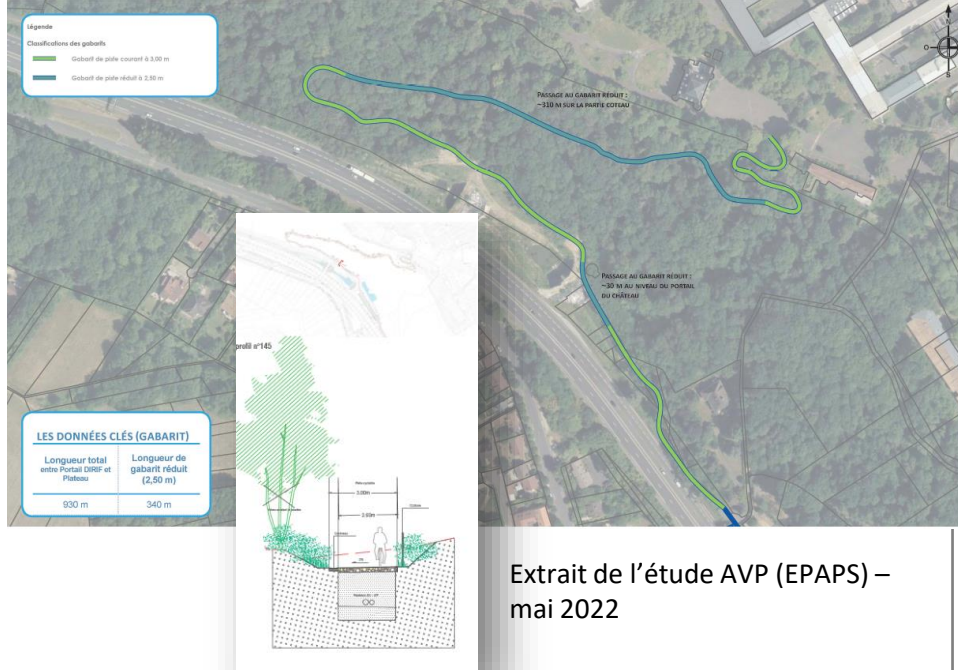 Légende
Classifications des gabarits
Gabarit de piste courant à 3,00 m
Gabarit de piste réduit à 2,50 m
N
O
S
PASSAGE AU GABARIT RÉDUIT :
~310 M SUR LA PARTIE COTEAU
PASSAGE AU GABARIT RÉDUIT :
~30 M AU NIVEAU DU PORTAIL
DU CHÂTEAU
profil n°145
3.00m
LES DONNÉES CLÉS (GABARIT)
Longueur total
entre Portail DIRIF et
Plateau
Longueur de
gabarit réduit
(2,50 m)
930 m
340 m
Extrait de l'étude AVP (EPAPS) –
mai 2022